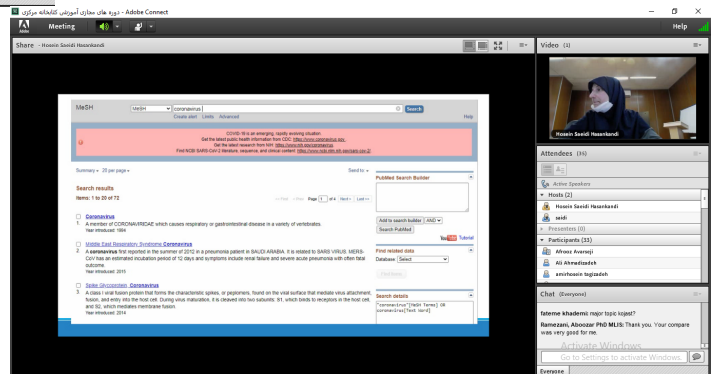 دوره های مجازی آموزشی کتابخانه مرکزی - Adobe Connect
Meeting
Help
Share - Hosein Saeidi Hasankandi
MeSH
MeSH
coronavirus
Search
Create alert Limits Advanced
Help
COVID-19 is an emerging, rapidly evolving situation.
Get the latest public health information from CDC: https://www.coronavirus.gov.
Get the latest research from NIH: https://www.nih.gov/coronavirus.
Find NCBI SARS-CoV-2 literature, sequence, and clinical content: https://www.ncbi.nlm.nih.gov/sars-cov-2/.
Summary 20 per page
Send to:
Search results
Items: 1 to 20 of 72
<< First < Prev Page 1 of 4 Next > Last >>
Coronavirus
1. A member of CORONAVIRIDAE which causes respiratory or gastrointestinal disease in a variety of vertebrates.
Year introduced: 1994
Middle East Respiratory Syndrome Coronavirus
2. A coronavirus first reported in the summer of 2012 in a pneumonia patient in SAUDI ARABIA. It is related to SARS VIRUS. MERS-
CoV has an estimated incubation period of 12 days and symptoms include renal failure and severe acute pneumonia with often fatal
outcome.
Year introduced: 2015
Spike Glycoprotein, Coronavirus
3. A class I viral fusion protein that forms the characteristic spikes, or peplomers, found on the viral surface that mediate virus attachment,
fusion, and entry into the host cell. During virus maturation, it is cleaved into two subunits: S1, which binds to receptors in the host cell,
and S2, which mediates membrane fusion.
Year introduced: 2014
PubMed Search Builder
Add to search builder AND
Search PubMed
YouTube Tutorial
Find related data
Database: Select
Find items
Search details
"coronavirus"[MeSH Terms] OR
coronavirus[Text Word]
Video (1)
Hosein Saeidi Hasankandi
Attendees (35)
Active Speakers
Hosts (2)
Hosein Saeidi Hasankandi
saidi
Presenters (0)
Participants (33)
Afrooz Avarseji
Ali Ahmadizadeh
amirhosein taqizadeh
Chat (Everyone)
fateme khademi: major topic kojast?
Ramezani, Aboozar PhD MLIS: Thank you. Your compare
was very good for me.
Activate Windows
Go to Settings to activate Windows.
Everyone